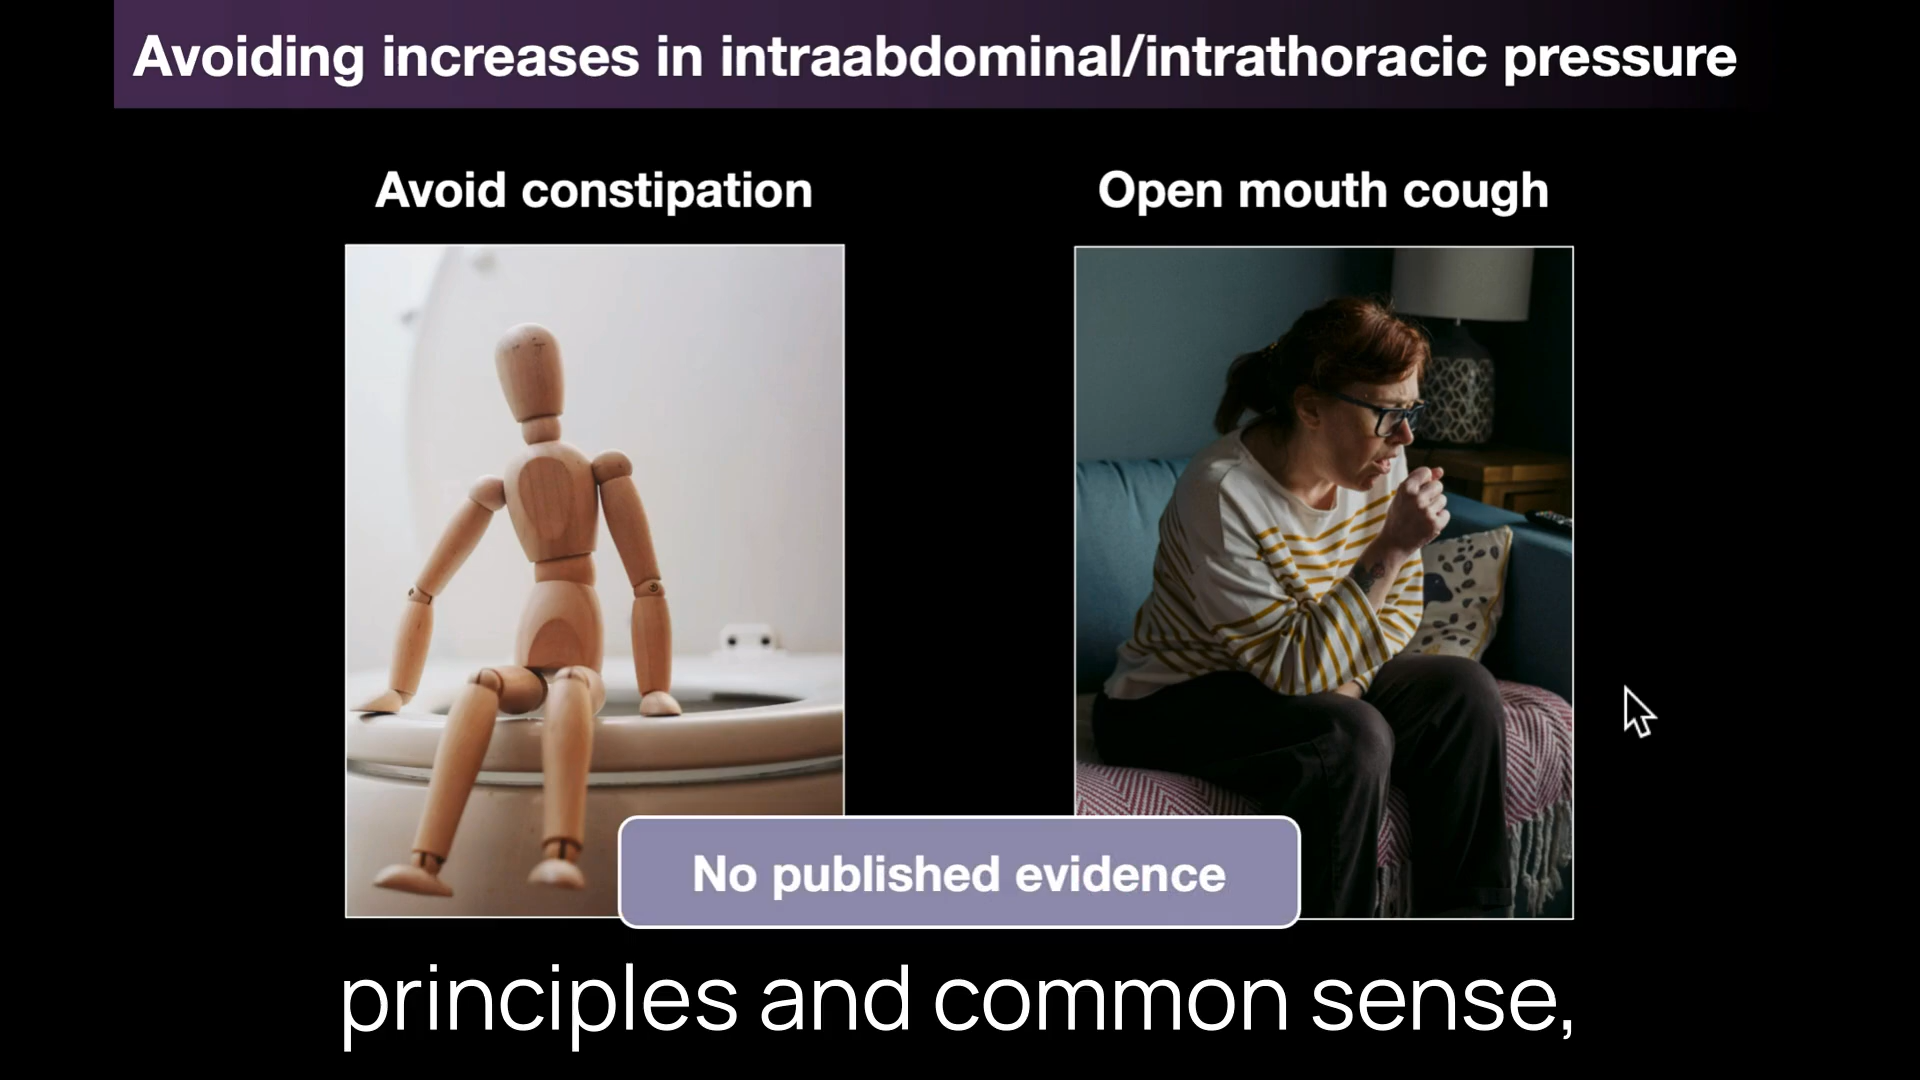 Avoiding increases in intraabdominal/intrathoracic pressure
Avoid constipation
Open mouth cough
No published evidence
principles and common sense,